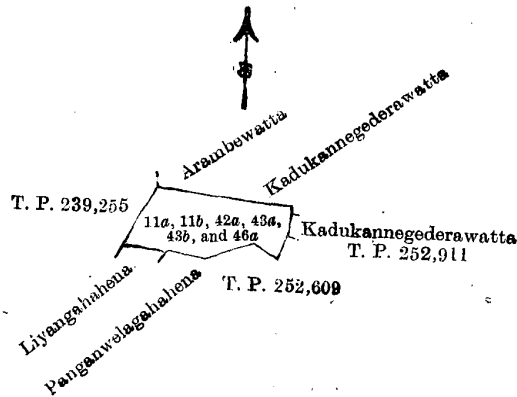 Arambewatta
Kadukannegederawatta
T. P. 239,255
11a, 11b, 42a, 43a,
43b, and 46a
Kadukannegederawatta
T. P. 252,911
Liyangahahena
Panganwelagahahena
T. P. 252,609